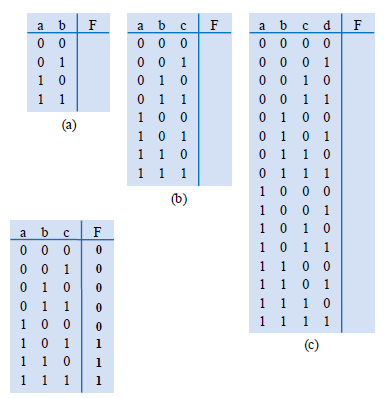 a b F
0 0
0 1
1 0
1 1
(a)
a b c F
0 0 0
0 0 1
0 1 0
0 1 1
1 0 0
1 0 1
1 1 0
1 1 1
(b)
a b c d F
0 0 0 0
0 0 0 1
0 0 1 0
0 0 1 1
0 1 0 0
0 1 0 1
0 1 1 0
0 1 1 1
1 0 0 0
1 0 0 1
1 0 1 0
1 0 1 1
1 1 0 0
1 1 0 1
1 1 1 0
1 1 1 1
(c)
a b c F
0 0 0 0
0 0 1 0
0 1 0 0
0 1 1 0
1 0 0 0
1 0 1 1
1 1 0 1
1 1 1 1